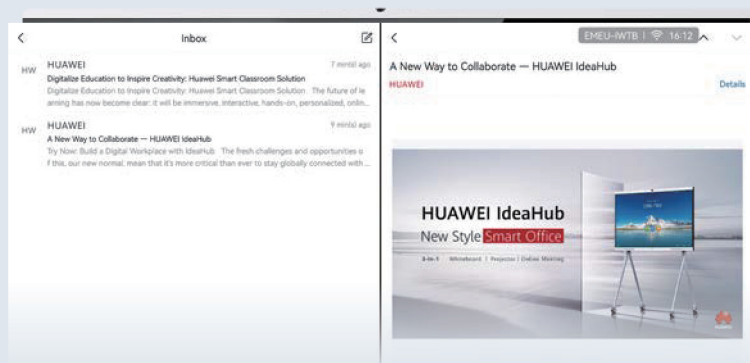 Inbox
HW
HUAWEI
7 min(s) ago
Digitalize Education to Inspire Creativity: Huawei Smart Classroom Solution
Digitalize Education to Inspire Creativity: Huawei Smart Classroom Solution The future of le
arning has now become clear: it will be immersive, interactive, hands-on, personalized, onlin...
HW
HUAWEI
9 min(s) ago
A New Way to Collaborate — HUAWEI IdeaHub
Try Now: Build a Digital Workplace with IdeaHub The fresh challenges and opportunities o
f this, our new normal, mean that it's more critical than ever to stay globally connected with ...
EMEU-IWTB | 16:12
A New Way to Collaborate — HUAWEI IdeaHub
HUAWEI
Details
HUAWEI IdeaHub
New Style Smart Office
3-in-1 Whiteboard | Projector | Online Meeting
HUAWEI